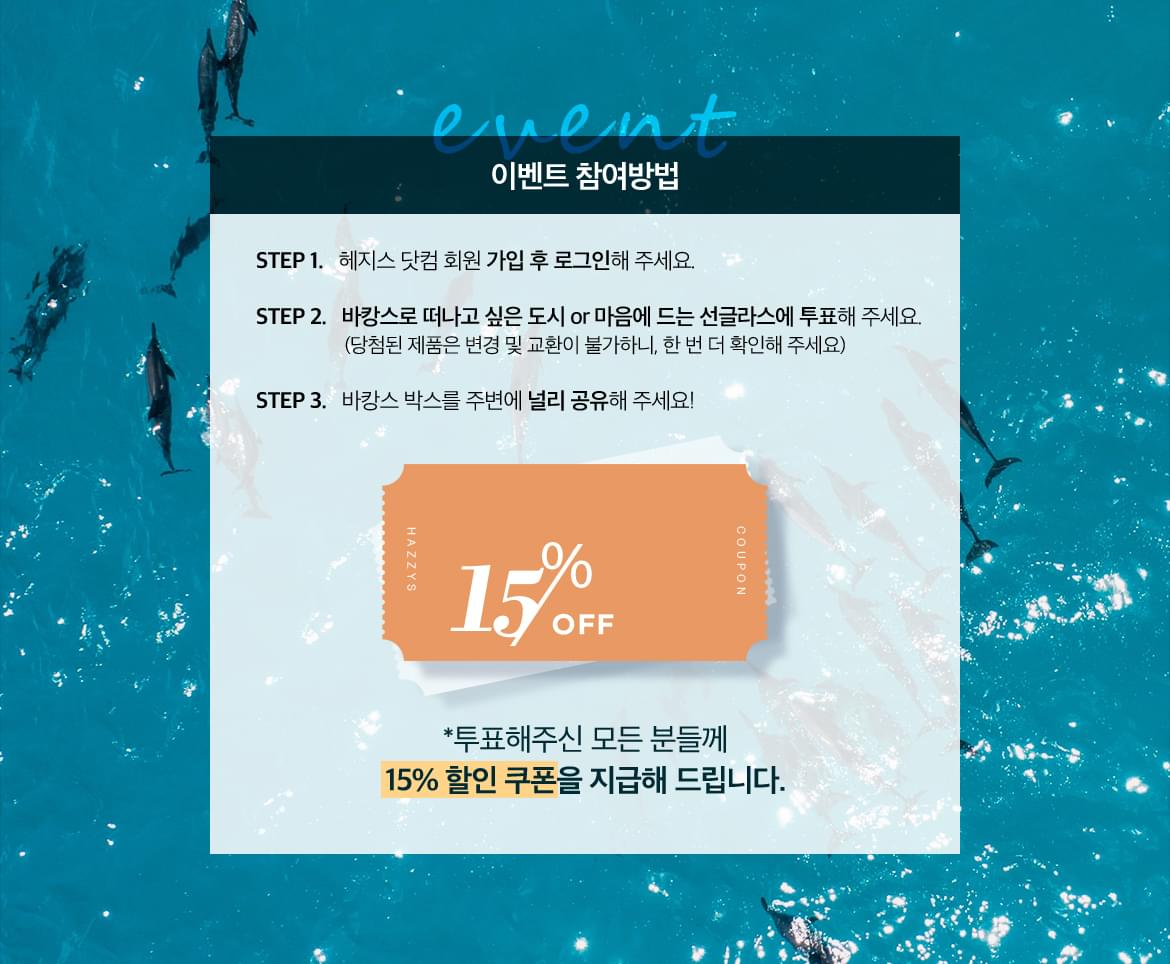 event
이벤트 참여방법
STEP 1. 헤지스 닷컴 회원 가입 후 로그인해 주세요.
STEP 2. 바캉스로 떠나고 싶은 도시 or 마음에 드는 선글라스에 투표해 주세요.
(당첨된 제품은 변경 및 교환이 불가하니, 한 번 더 확인해 주세요)
STEP 3. 바캉스 박스를 주변에 널리 공유해 주세요!
HAZZYS
15%
OFF
COUPON
*투표해주신 모든 분들께
15% 할인 쿠폰을 지급해 드립니다.